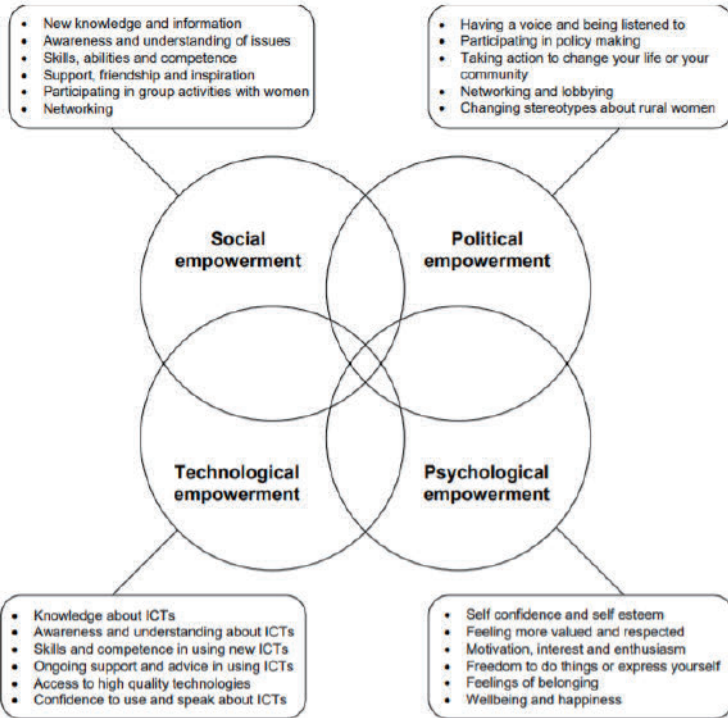 • New knowledge and information
• Awareness and understanding of issues
• Skills, abilities and competence
• Support, friendship and inspiration
• Participating in group activities with women
• Networking
• Having a voice and being listened to
• Participating in policy making
• Taking action to change your life or your
community
• Networking and lobbying
• Changing stereotypes about rural women
Social
empowerment
Political
empowerment
Technological
empowerment
Psychological
empowerment
• Knowledge about ICTs
• Awareness and understanding about ICTs
• Skills and competence in using new ICTs
• Ongoing support and advice in using ICTs
• Access to high quality technologies
• Confidence to use and speak about ICTs
• Self confidence and self esteem
• Feeling more valued and respected
• Motivation, interest and enthusiasm
• Freedom to do things or express yourself
• Feelings of belonging
• Wellbeing and happiness